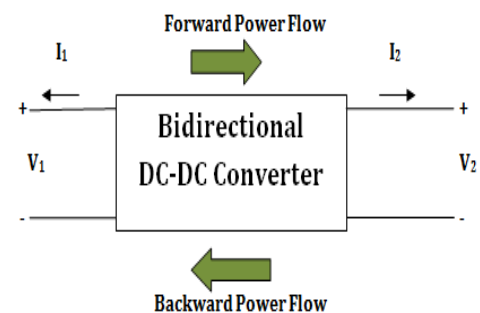 Forward Power Flow
I₁
I₂
+
+
Bidirectional
DC-DC Converter
V₁
V₂
-
-
Backward Power Flow